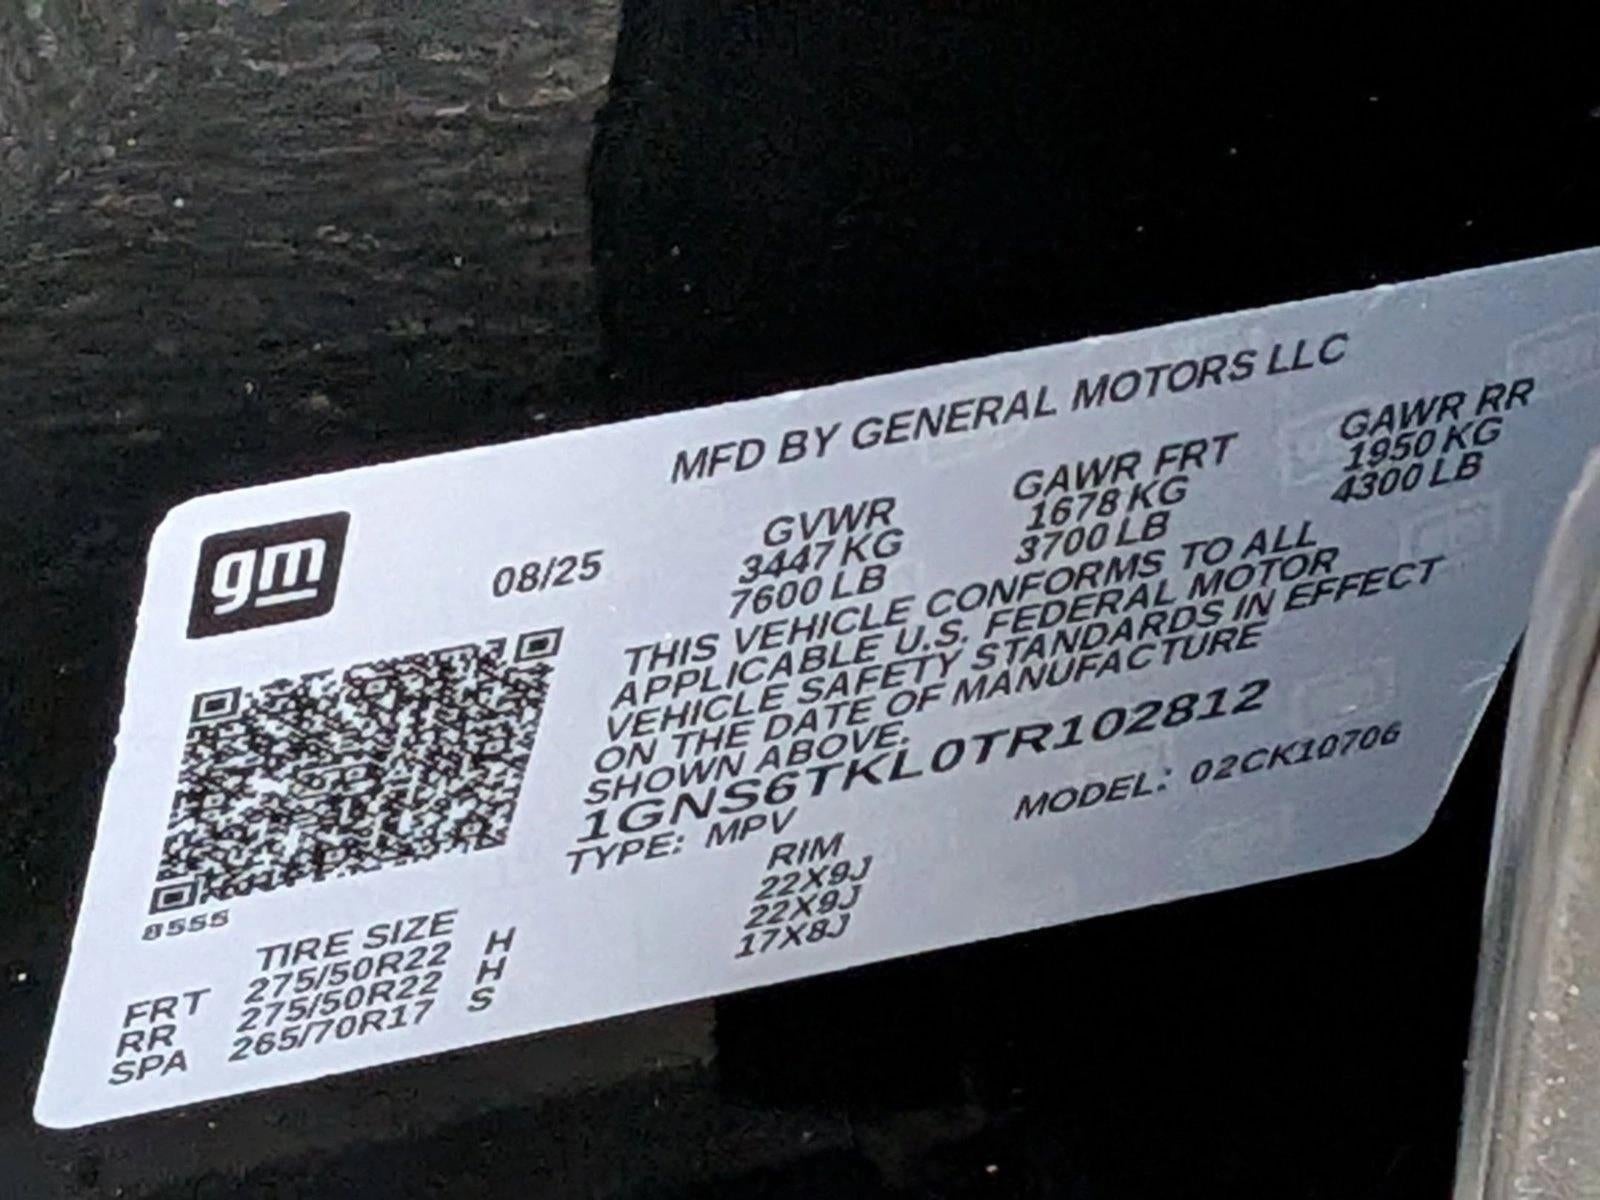 MFD BY GENERAL MOTORS LLC
gm
08/25
GVWR GAWR FRT GAWR RR
3447 KG 1678 KG 1950 KG
7600 LB 3700 LB 4300 LB
THIS VEHICLE CONFORMS TO ALL
APPLICABLE U.S. FEDERAL MOTOR
VEHICLE SAFETY STANDARDS IN EFFECT
ON THE DATE OF MANUFACTURE
SHOWN ABOVE.
1GNS6TKL0TR102812
TYPE: MPV MODEL: 02CK10706
8555
TIRE SIZE RIM
FRT 275/50R22 H 22X9J
RR 275/50R22 H 22X9J
SPA 265/70R17 S 17X8J